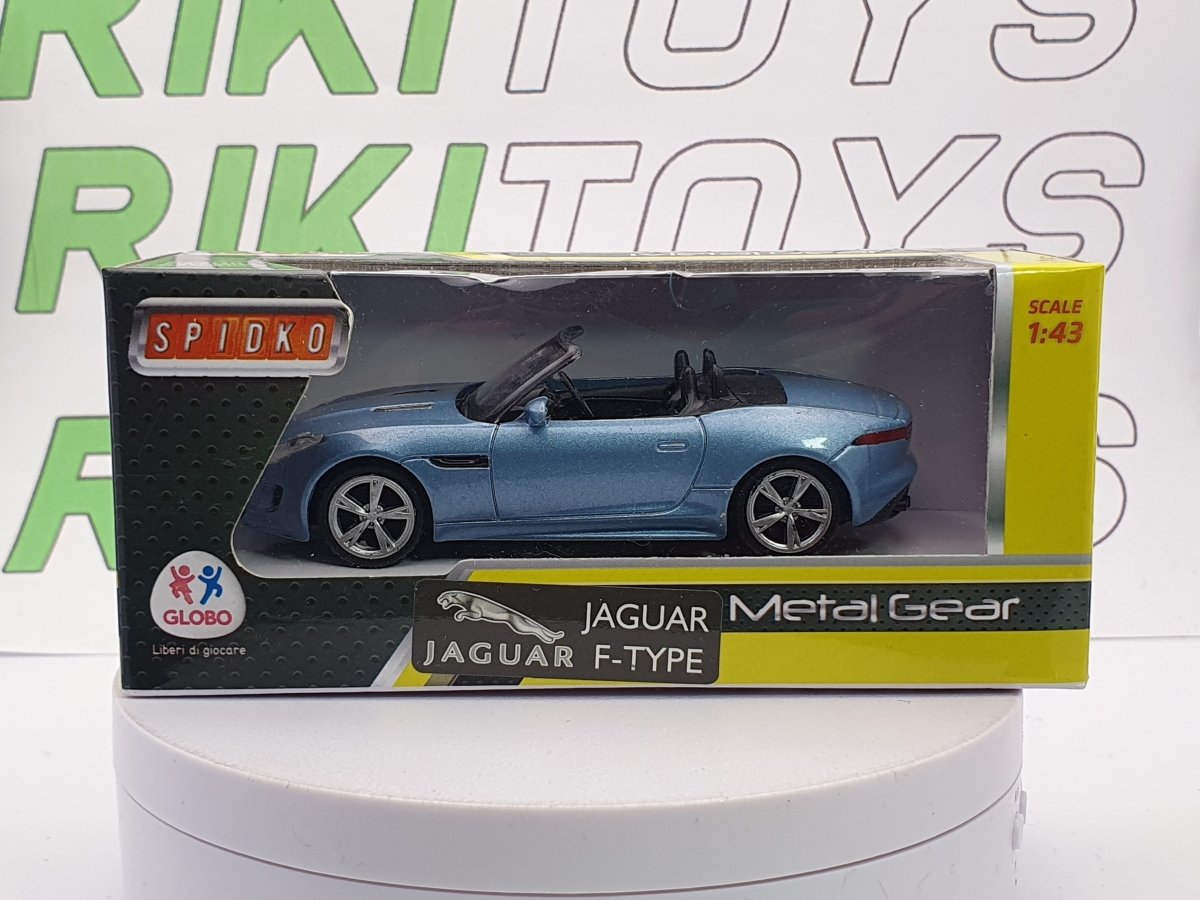 RIKITOYS
RIKITOYS
SPIDKO
SCALE
1:43
GLOBO
Liberi di giocare
JAGUAR
JAGUAR
F-TYPE
Metal Gear